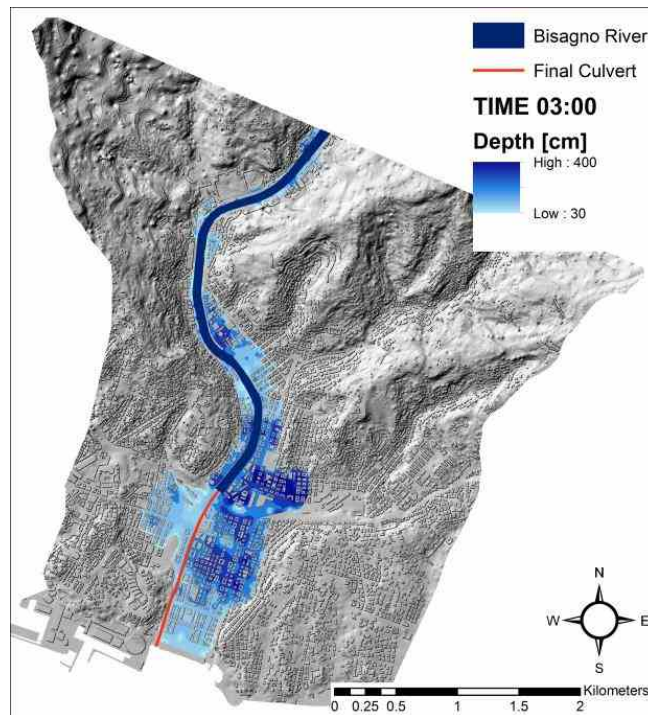 Bisagno River
Final Culvert
TIME 03:00
Depth [cm]
High : 400
Low : 30
N
W E
S
Kilometers
0 0.25 0.5 1 1.5 2